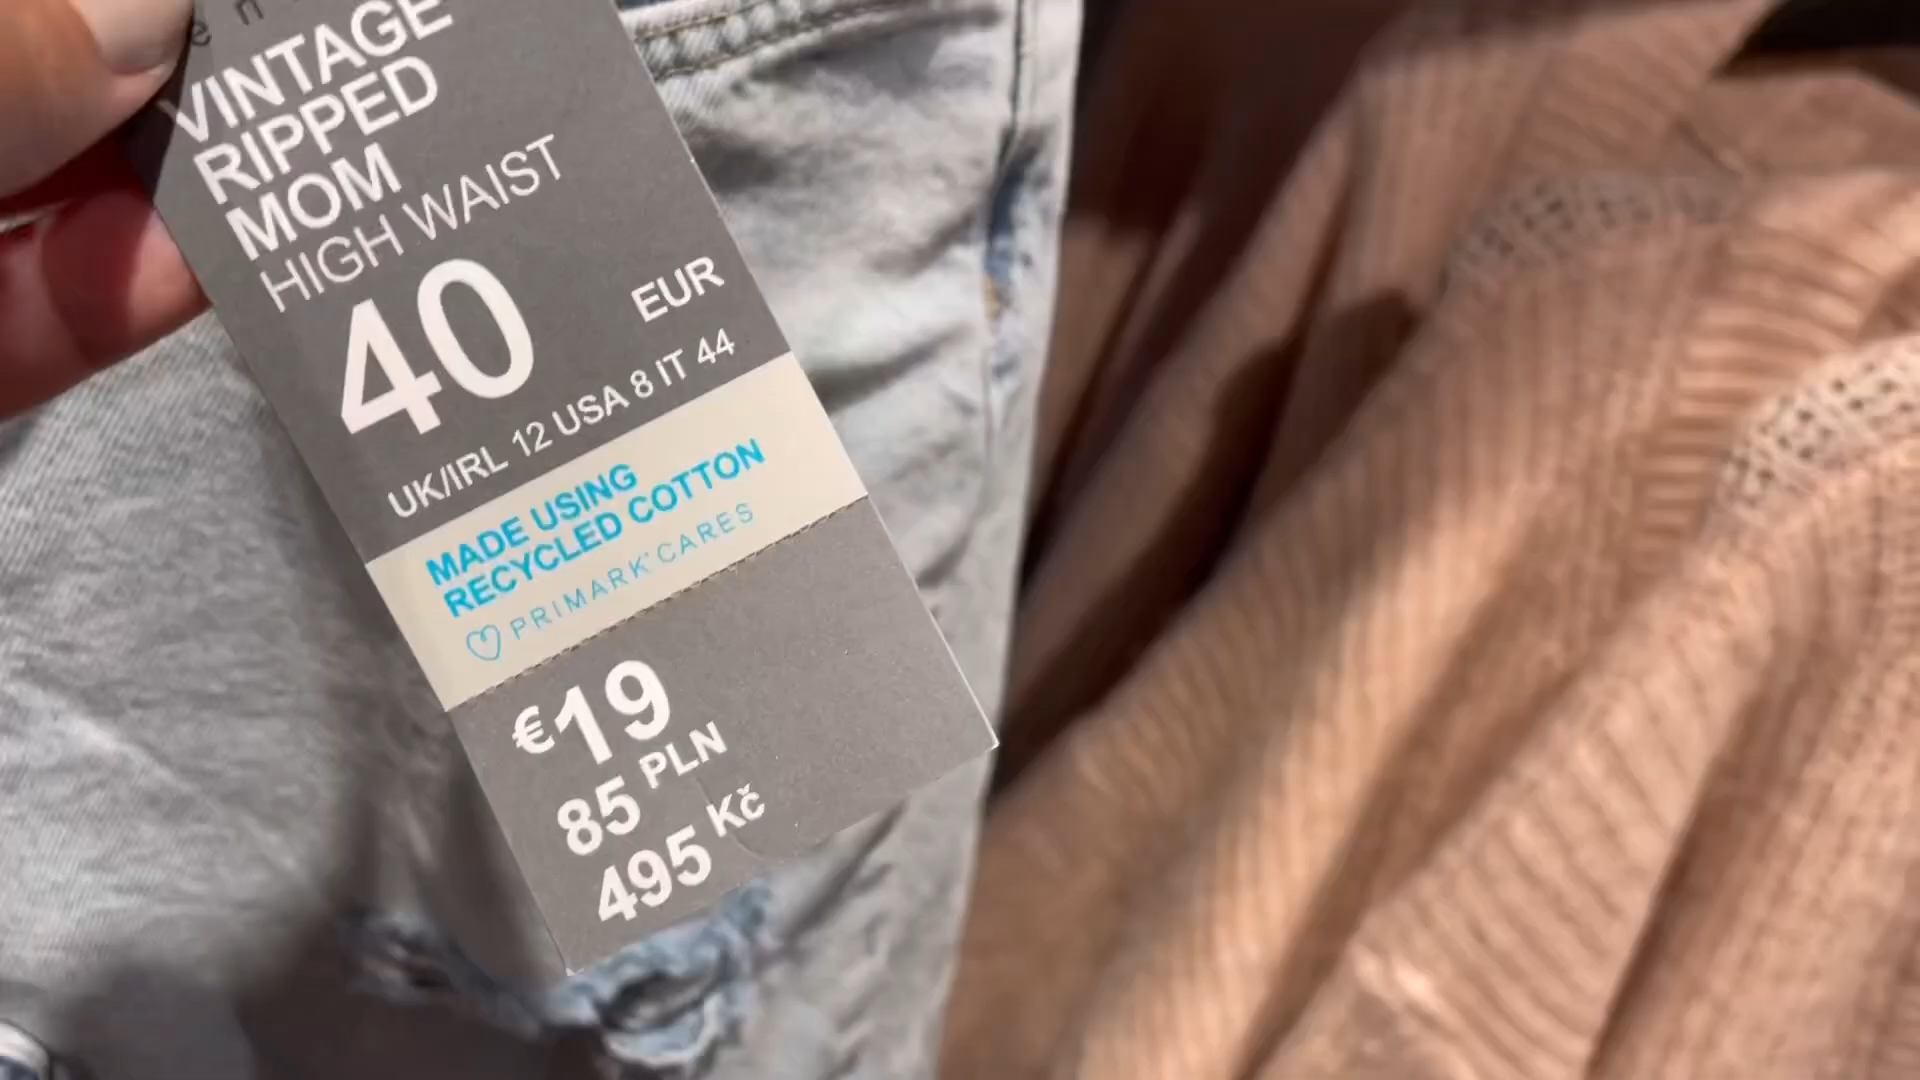 VINTAGE
RIPPED
MOM
HIGH WAIST
40 EUR
UK/IRL 12 USA 8 IT 44
MADE USING
RECYCLED COTTON
PRIMARK CARES
€19
85 PLN
495 Kč